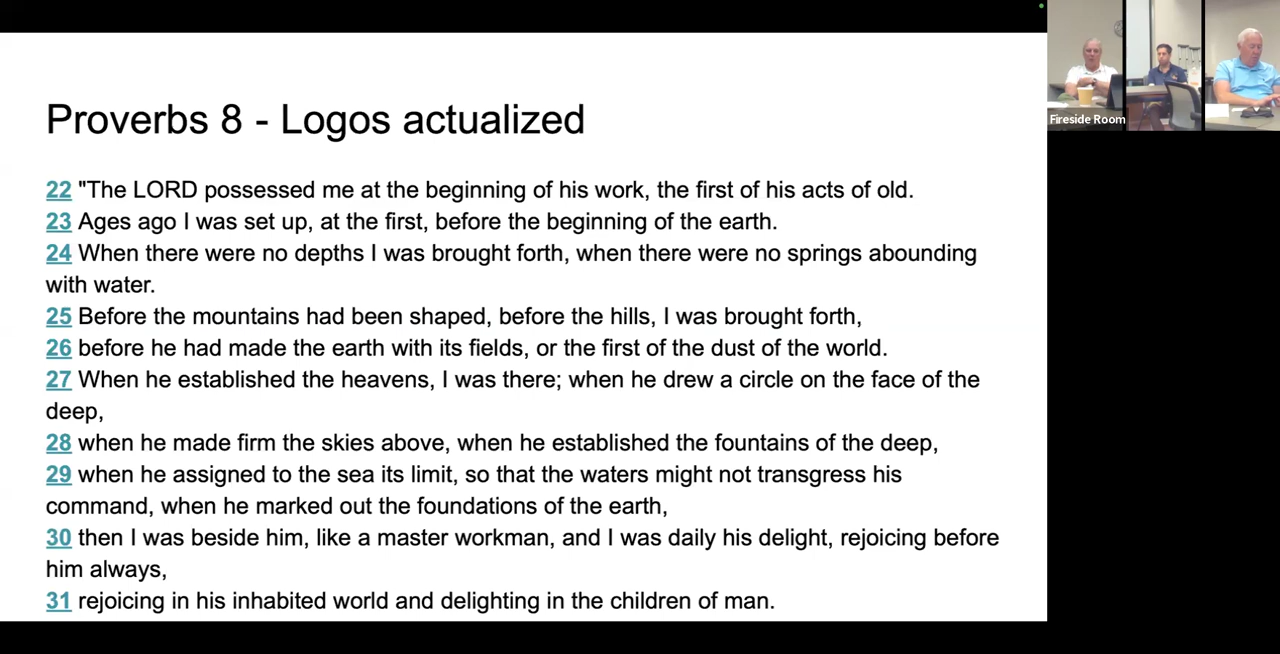 Proverbs 8 - Logos actualized
22 "The LORD possessed me at the beginning of his work, the first of his acts of old.
23 Ages ago I was set up, at the first, before the beginning of the earth.
24 When there were no depths I was brought forth, when there were no springs abounding
with water.
25 Before the mountains had been shaped, before the hills, I was brought forth,
26 before he had made the earth with its fields, or the first of the dust of the world.
27 When he established the heavens, I was there; when he drew a circle on the face of the
deep,
28 when he made firm the skies above, when he established the fountains of the deep,
29 when he assigned to the sea its limit, so that the waters might not transgress his
command, when he marked out the foundations of the earth,
30 then I was beside him, like a master workman, and I was daily his delight, rejoicing before
him always,
31 rejoicing in his inhabited world and delighting in the children of man.
Fireside Room